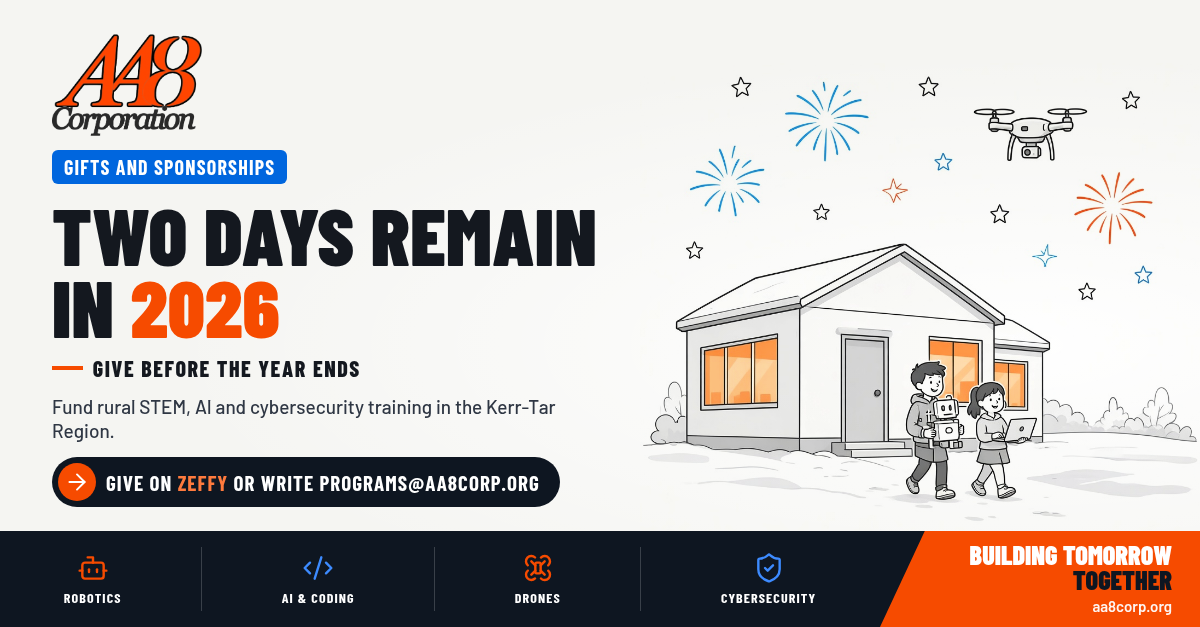 AA8
Corporation
GIFTS AND SPONSORSHIPS
TWO DAYS REMAIN
IN 2026
GIVE BEFORE THE YEAR ENDS
Fund rural STEM, AI and cybersecurity training in the Kerr-Tar
Region.
GIVE ON ZEFFY OR WRITE PROGRAMS@AA8CORP.ORG
ROBOTICS
AI & CODING
DRONES
CYBERSECURITY
BUILDING TOMORROW
TOGETHER
aa8corp.org